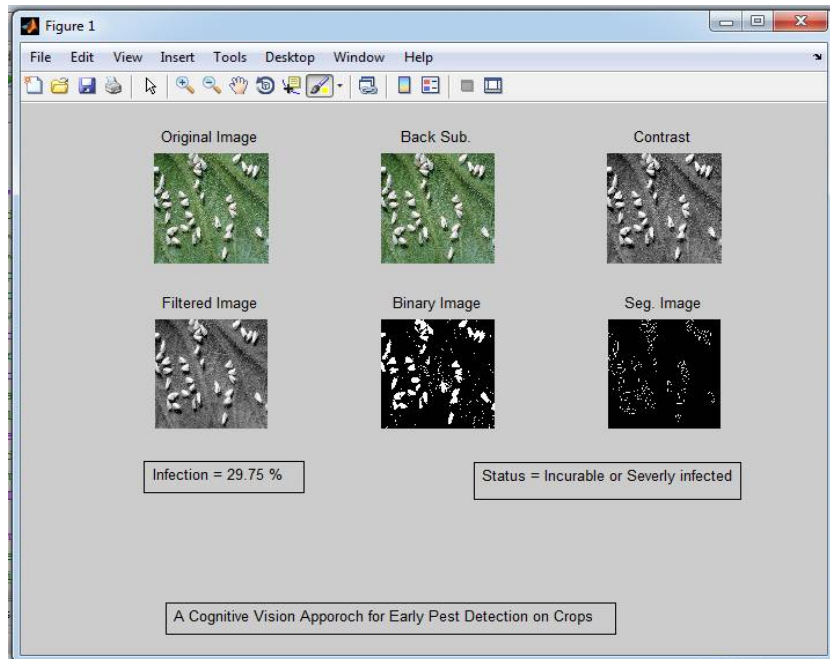 Figure 1
File Edit View Insert Tools Desktop Window Help
Original Image Back Sub. Contrast
Filtered Image Binary Image Seg. Image
Infection = 29.75 % Status = Incurable or Severly infected
A Cognitive Vision Apporoch for Early Pest Detection on Crops